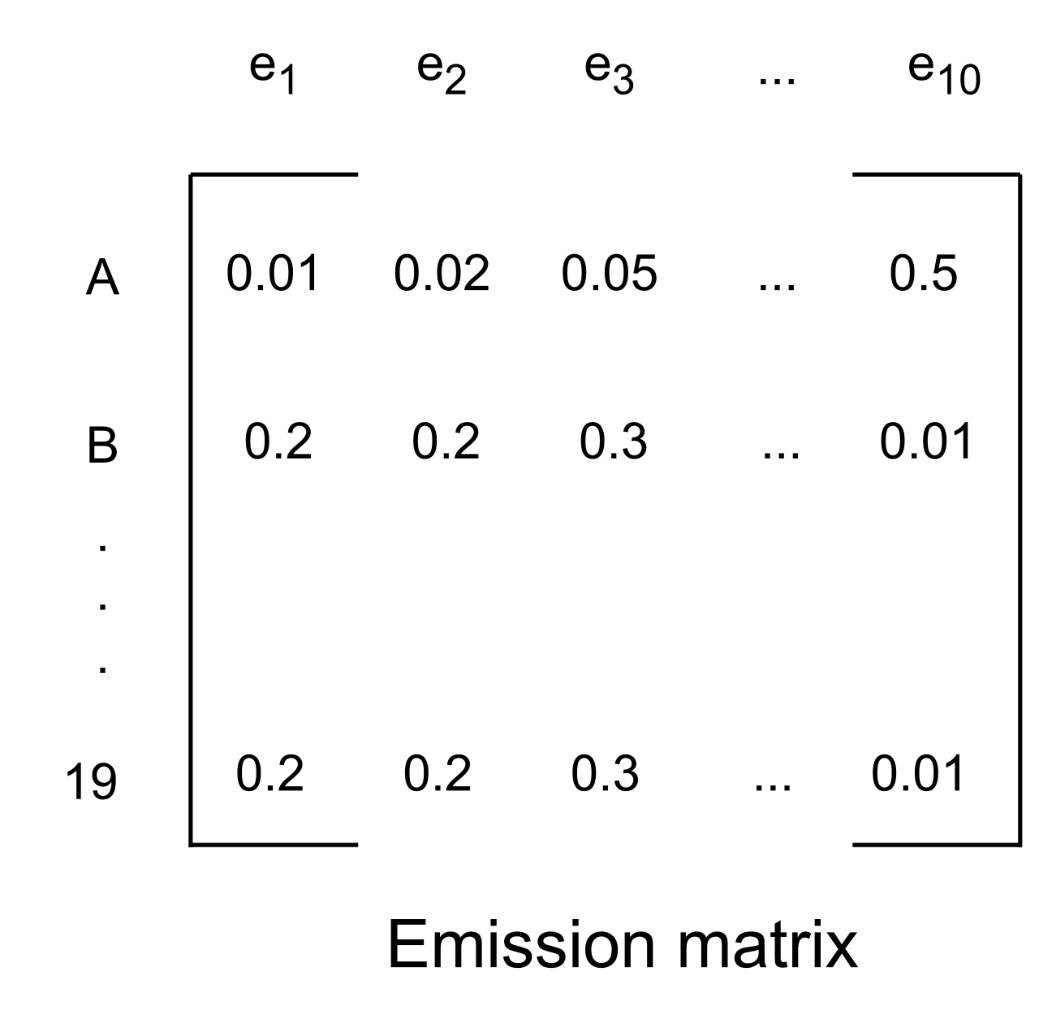 e₁ e₂ e₃ ... e₁₀
A 0.01 0.02 0.05 ... 0.5
B 0.2 0.2 0.3 ... 0.01
.
.
.
19 0.2 0.2 0.3 ... 0.01
Emission matrix